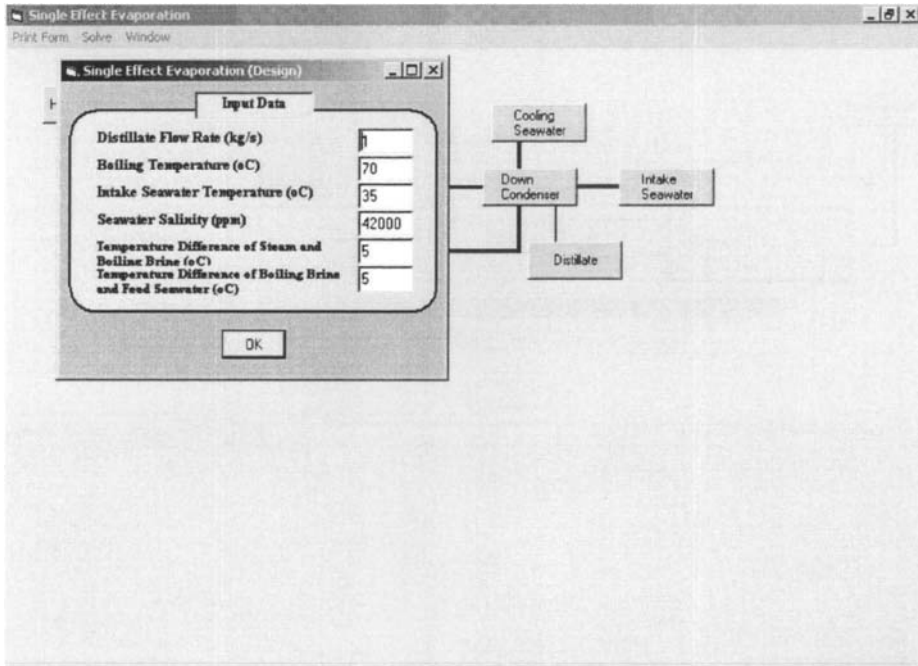 Single Effect Evaporation
Print Form Solve Window
Single Effect Evaporation (Design)
Input Data
Distillate Flow Rate (kg/s)
1
Boiling Temperature (oC)
70
Intake Seawater Temperature (oC)
35
Seawater Salinity (ppm)
42000
Temperature Difference of Steam and
Boiling Brine (oC)
5
Temperature Difference of Boiling Brine
and Feed Seawater (oC)
5
OK
Cooling
Seawater
Down
Condenser
Intake
Seawater
Distillate